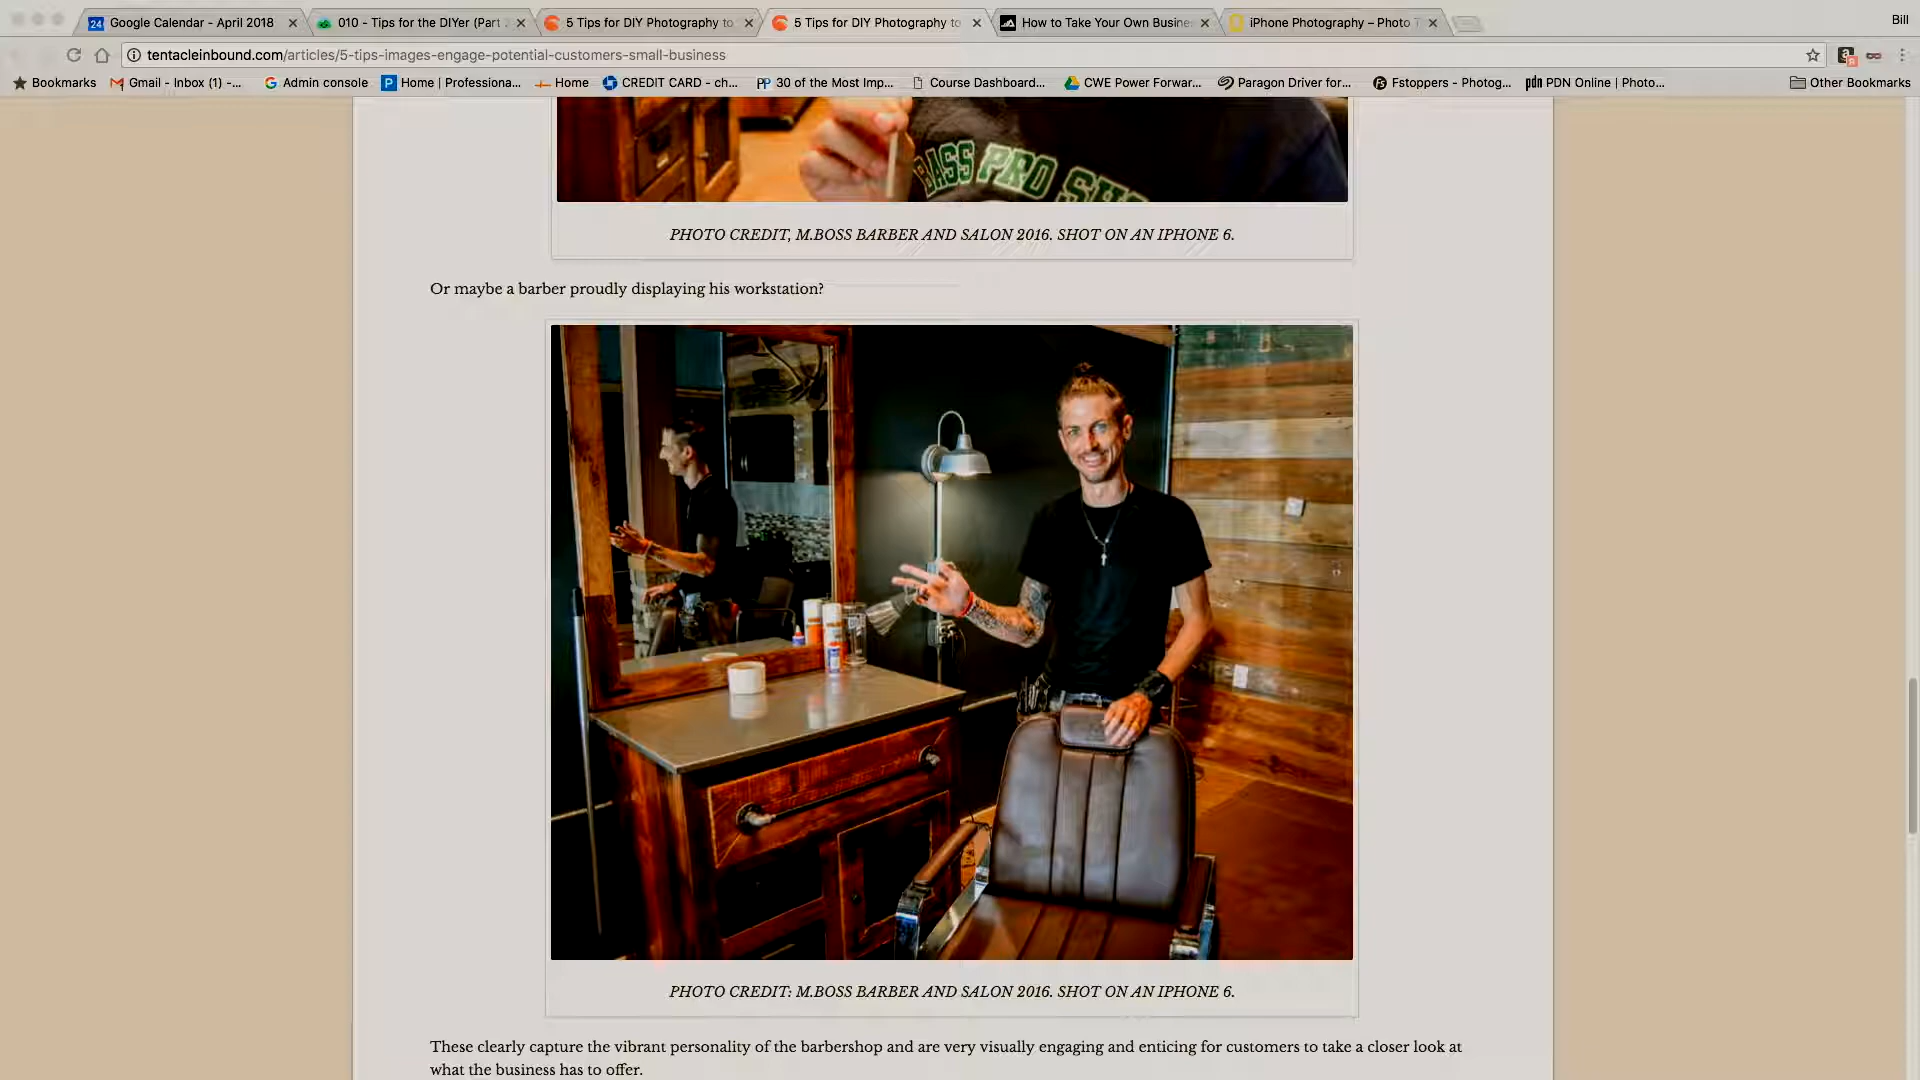 Google Calendar - April 2018
010 - Tips for the DIYer (Part
5 Tips for DIY Photography to
5 Tips for DIY Photography to
How to Take Your Own Busine
iPhone Photography – Photo T
Bill
tentacleinbound.com/articles/5-tips-images-engage-potential-customers-small-business
Bookmarks
Gmail - Inbox (1) -...
Admin console
Home | Professiona...
Home
CREDIT CARD - ch...
30 of the Most Imp...
Course Dashboard...
CWE Power Forwar...
Paragon Driver for...
Fstoppers - Photog...
PDN Online | Photo...
Other Bookmarks
BASS PRO SH
PHOTO CREDIT, M.BOSS BARBER AND SALON 2016. SHOT ON AN IPHONE 6.
Or maybe a barber proudly displaying his workstation?
PHOTO CREDIT: M.BOSS BARBER AND SALON 2016. SHOT ON AN IPHONE 6.
These clearly capture the vibrant personality of the barbershop and are very visually engaging and enticing for customers to take a closer look at
what the business has to offer.